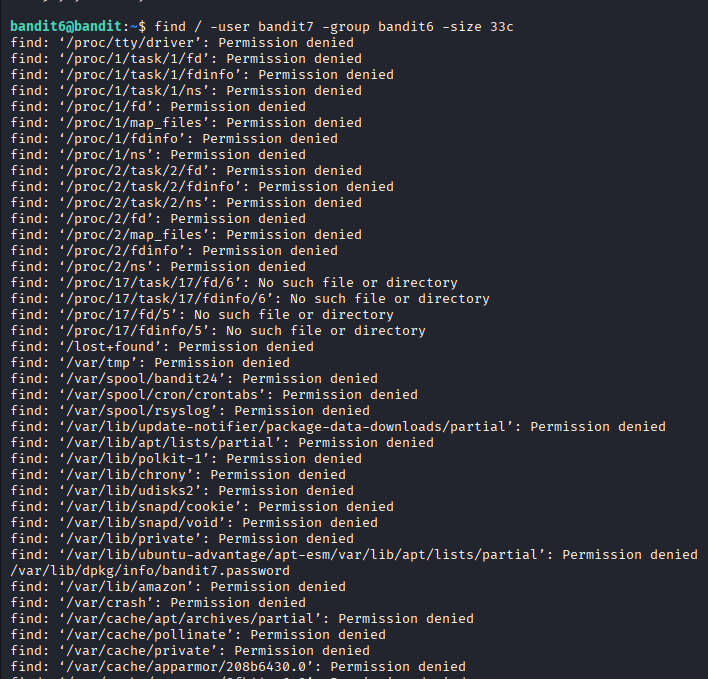 bandit6@bandit:~$ find / -user bandit7 -group bandit6 -size 33c
find: ‘/proc/tty/driver’: Permission denied
find: ‘/proc/1/task/1/fd’: Permission denied
find: ‘/proc/1/task/1/fdinfo’: Permission denied
find: ‘/proc/1/task/1/ns’: Permission denied
find: ‘/proc/1/fd’: Permission denied
find: ‘/proc/1/map_files’: Permission denied
find: ‘/proc/1/fdinfo’: Permission denied
find: ‘/proc/1/ns’: Permission denied
find: ‘/proc/2/task/2/fd’: Permission denied
find: ‘/proc/2/task/2/fdinfo’: Permission denied
find: ‘/proc/2/task/2/ns’: Permission denied
find: ‘/proc/2/fd’: Permission denied
find: ‘/proc/2/map_files’: Permission denied
find: ‘/proc/2/fdinfo’: Permission denied
find: ‘/proc/2/ns’: Permission denied
find: ‘/proc/17/task/17/fd/6’: No such file or directory
find: ‘/proc/17/task/17/fdinfo/6’: No such file or directory
find: ‘/proc/17/fd/5’: No such file or directory
find: ‘/proc/17/fdinfo/5’: No such file or directory
find: ‘/lost+found’: Permission denied
find: ‘/var/tmp’: Permission denied
find: ‘/var/spool/bandit24’: Permission denied
find: ‘/var/spool/cron/crontabs’: Permission denied
find: ‘/var/spool/rsyslog’: Permission denied
find: ‘/var/lib/update-notifier/package-data-downloads/partial’: Permission denied
find: ‘/var/lib/apt/lists/partial’: Permission denied
find: ‘/var/lib/polkit-1’: Permission denied
find: ‘/var/lib/chrony’: Permission denied
find: ‘/var/lib/udisks2’: Permission denied
find: ‘/var/lib/snapd/cookie’: Permission denied
find: ‘/var/lib/snapd/void’: Permission denied
find: ‘/var/lib/private’: Permission denied
find: ‘/var/lib/ubuntu-advantage/apt-esm/var/lib/apt/lists/partial’: Permission denied
/var/lib/dpkg/info/bandit7.password
find: ‘/var/lib/amazon’: Permission denied
find: ‘/var/crash’: Permission denied
find: ‘/var/cache/apt/archives/partial’: Permission denied
find: ‘/var/cache/pollinate’: Permission denied
find: ‘/var/cache/private’: Permission denied
find: ‘/var/cache/apparmor/208b6430.0’: Permission denied